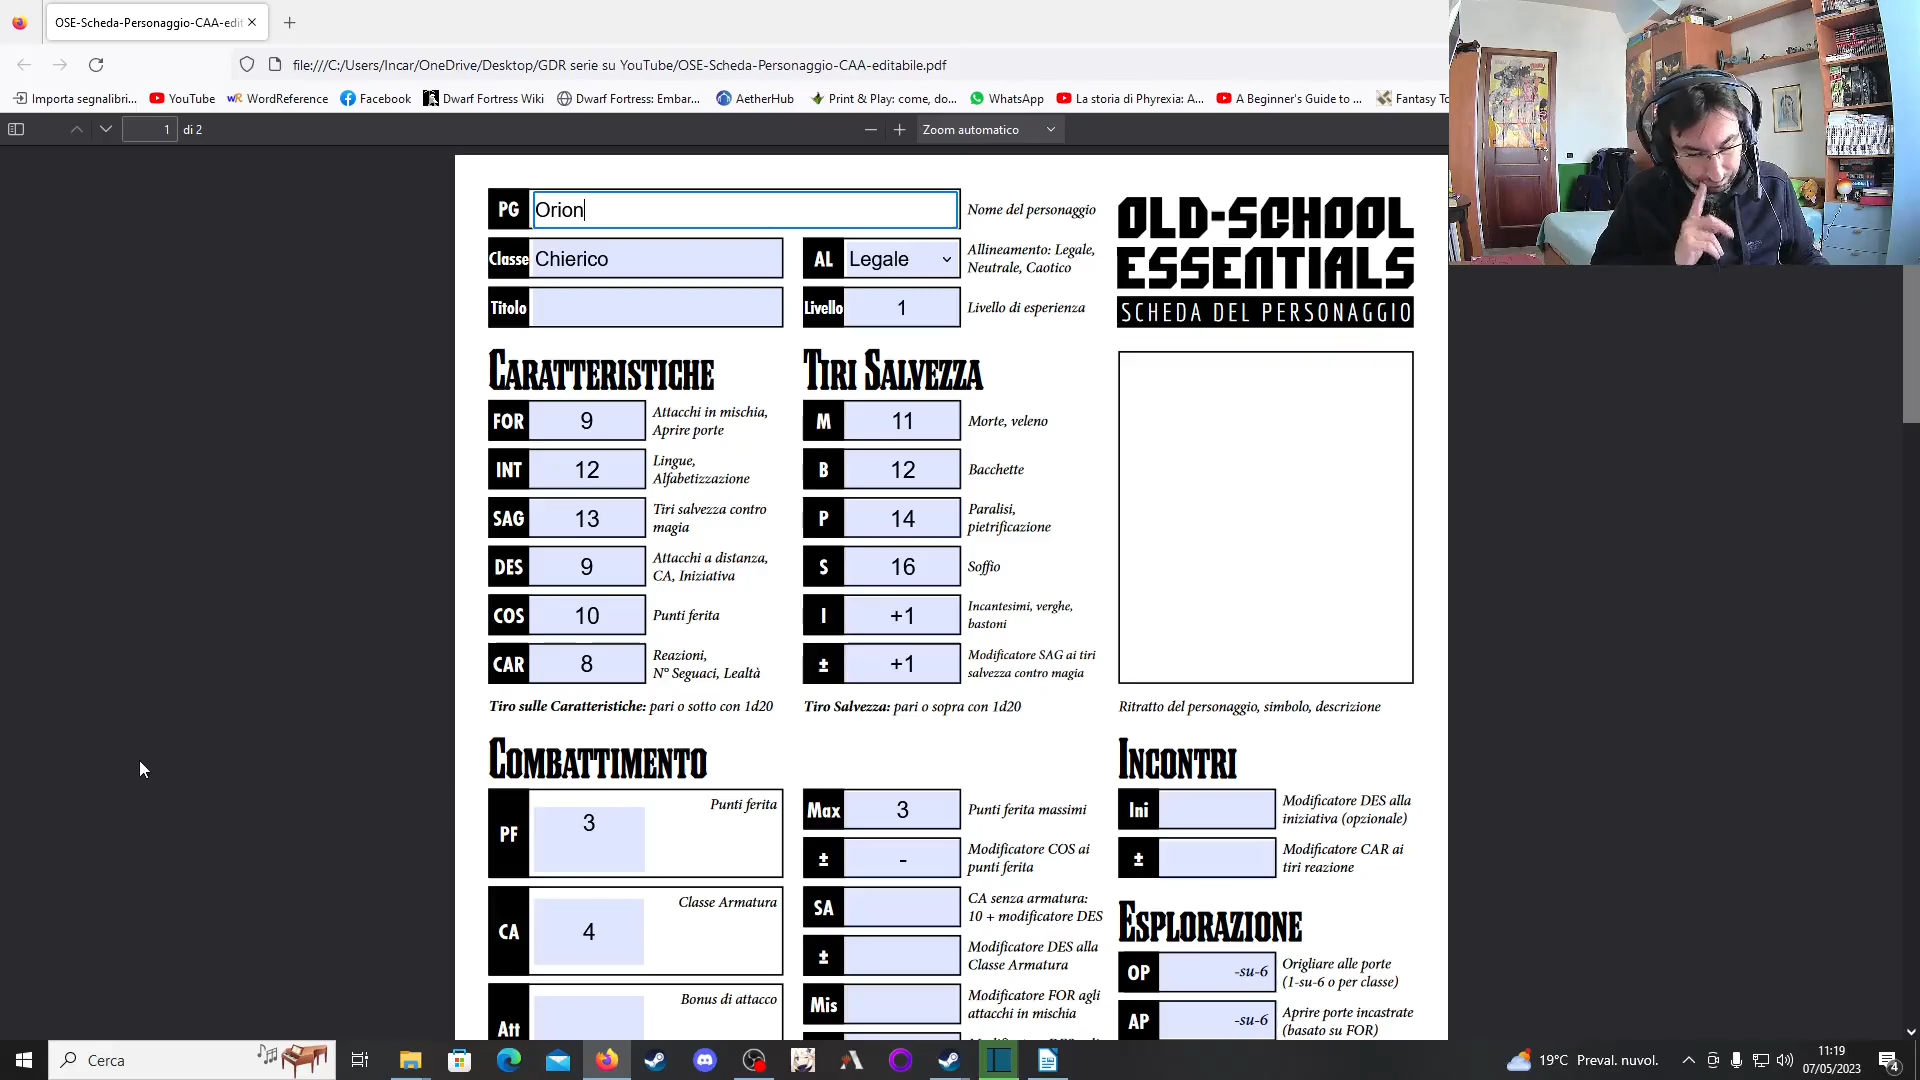 OSE-Scheda-Personaggio-CAA-edit
file:///C:/Users/Incar/OneDrive/Desktop/GDR serie su YouTube/OSE-Scheda-Personaggio-CAA-editabile.pdf
Importa segnalibri... YouTube WordReference Facebook Dwarf Fortress Wiki Dwarf Fortress: Embar... AetherHub Print & Play: come, do... WhatsApp La storia di Phyrexia: A... A Beginner's Guide to ... Fantasy To
1 di 2 Zoom automatico
PG Orion Nome del personaggio
Classe Chierico AL Legale Allineamento: Legale,
Neutrale, Caotico
Titolo Livello 1 Livello di esperienza
OLD-SCHOOL
ESSENTIALS
SCHEDA DEL PERSONAGGIO
CARATTERISTICHE
FOR 9 Attacchi in mischia,
Aprire porte
INT 12 Lingue,
Alfabetizzazione
SAG 13 Tiri salvezza contro
magia
DES 9 Attacchi a distanza,
CA, Iniziativa
COS 10 Punti ferita
CAR 8 Reazioni,
N° Seguaci, Lealtà
Tiro sulle Caratteristiche: pari o sotto con 1d20
TIRI SALVEZZA
M 11 Morte, veleno
B 12 Bacchette
P 14 Paralisi,
pietrificazione
S 16 Soffio
I +1 Incantesimi, verghe,
bastoni
± +1 Modificatore SAG ai tiri
salvezza contro magia
Tiro Salvezza: pari o sopra con 1d20
Ritratto del personaggio, simbolo, descrizione
COMBATTIMENTO
PF 3 Punti ferita
CA 4 Classe Armatura
Att Bonus di attacco
Max 3 Punti ferita massimi
± - Modificatore COS ai
punti ferita
SA CA senza armatura:
10 + modificatore DES
± Modificatore DES alla
Classe Armatura
Mis Modificatore FOR agli
attacchi in mischia
INCONTRI
Ini Modificatore DES alla
iniziativa (opzionale)
± Modificatore CAR ai
tiri reazione
ESPLORAZIONE
OP -su-6 Origliare alle porte
(1-su-6 o per classe)
AP -su-6 Aprire porte incastrate
(basato su FOR)
Cerca
19°C Preval. nuvol.
11:19
07/05/2023
4